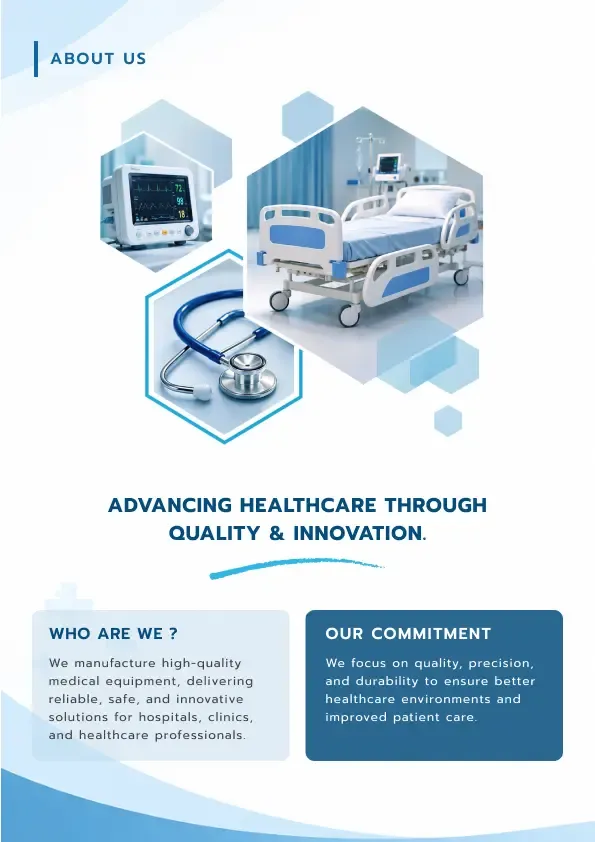 ABOUT US
72
98
18
ADVANCING HEALTHCARE THROUGH
QUALITY & INNOVATION.
WHO ARE WE ?
We manufacture high-quality
medical equipment, delivering
reliable, safe, and innovative
solutions for hospitals, clinics,
and healthcare professionals.
OUR COMMITMENT
We focus on quality, precision,
and durability to ensure better
healthcare environments and
improved patient care.